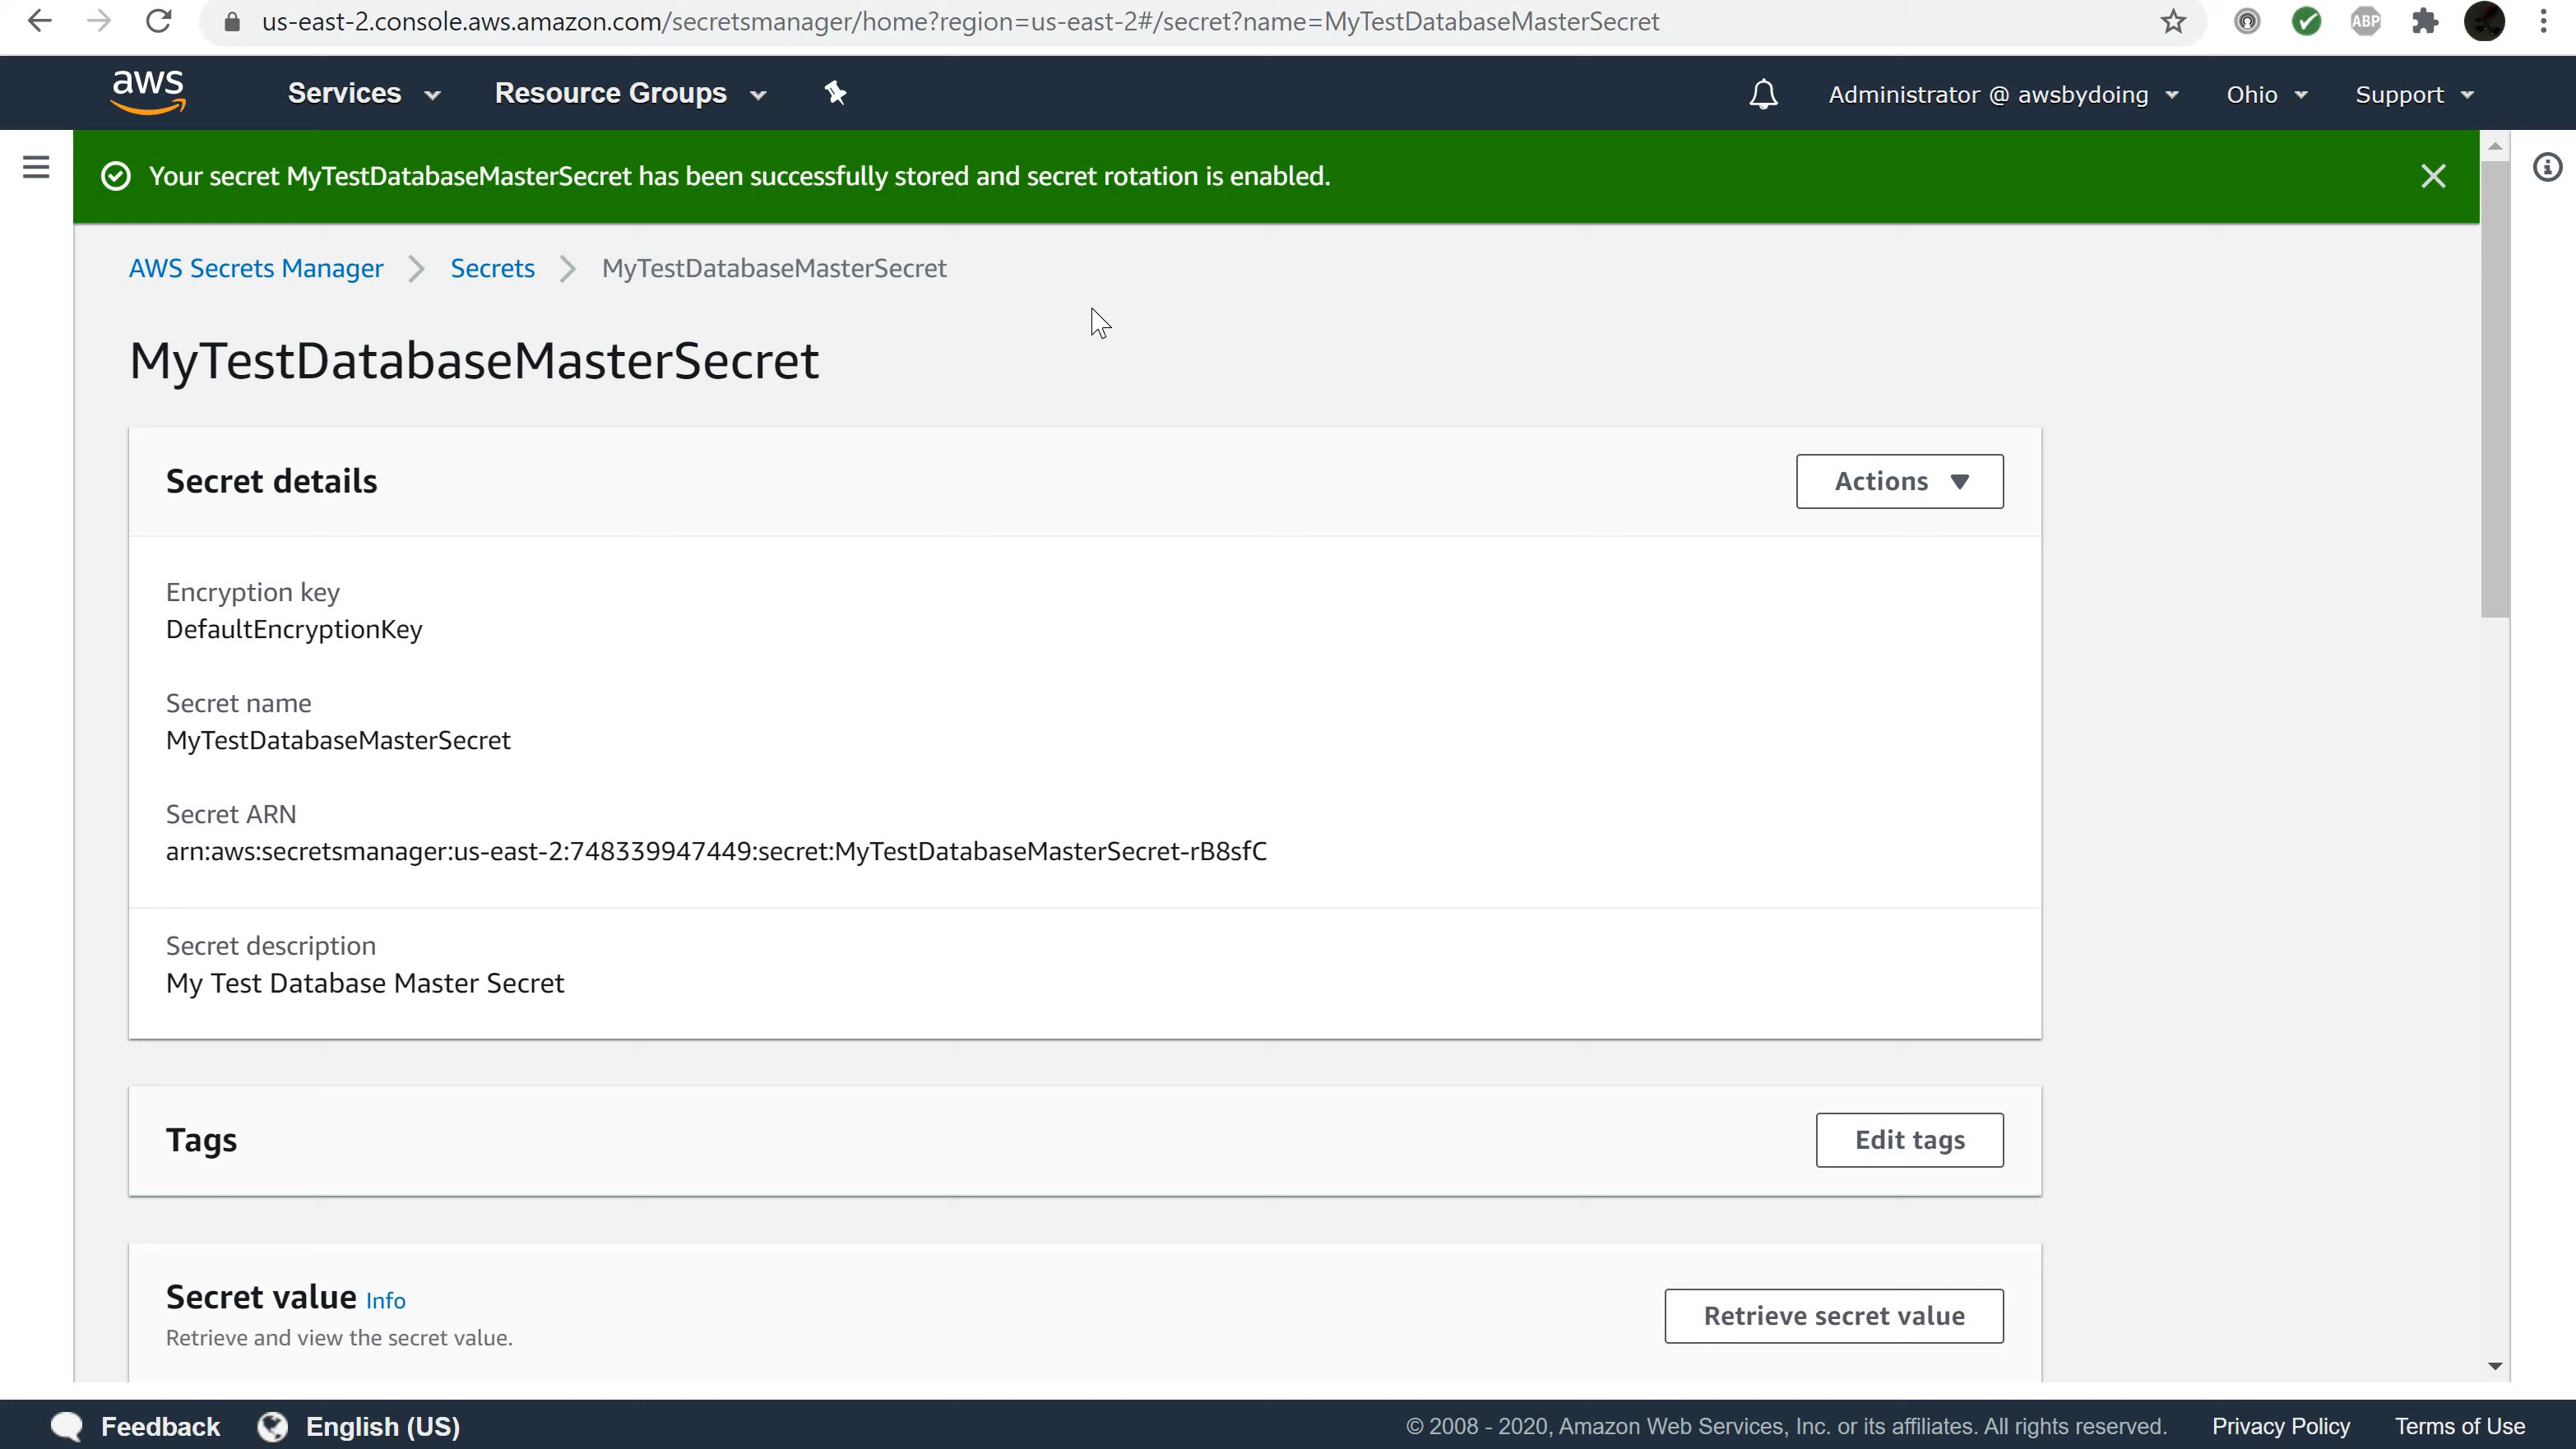 us-east-2.console.aws.amazon.com/secretsmanager/home?region=us-east-2#/secret?name=MyTestDatabaseMasterSecret
ABP
aws
Services
Resource Groups
Administrator @ awsbydoing
Ohio
Support
Your secret MyTestDatabaseMasterSecret has been successfully stored and secret rotation is enabled.
AWS Secrets Manager
Secrets
MyTestDatabaseMasterSecret
MyTestDatabaseMasterSecret
Secret details
Actions
Encryption key
DefaultEncryptionKey
Secret name
MyTestDatabaseMasterSecret
Secret ARN
arn:aws:secretsmanager:us-east-2:748339947449:secret:MyTestDatabaseMasterSecret-rB8sfC
Secret description
My Test Database Master Secret
Tags
Edit tags
Secret value Info
Retrieve secret value
Retrieve and view the secret value.
Feedback
English (US)
© 2008 - 2020, Amazon Web Services, Inc. or its affiliates. All rights reserved.
Privacy Policy
Terms of Use